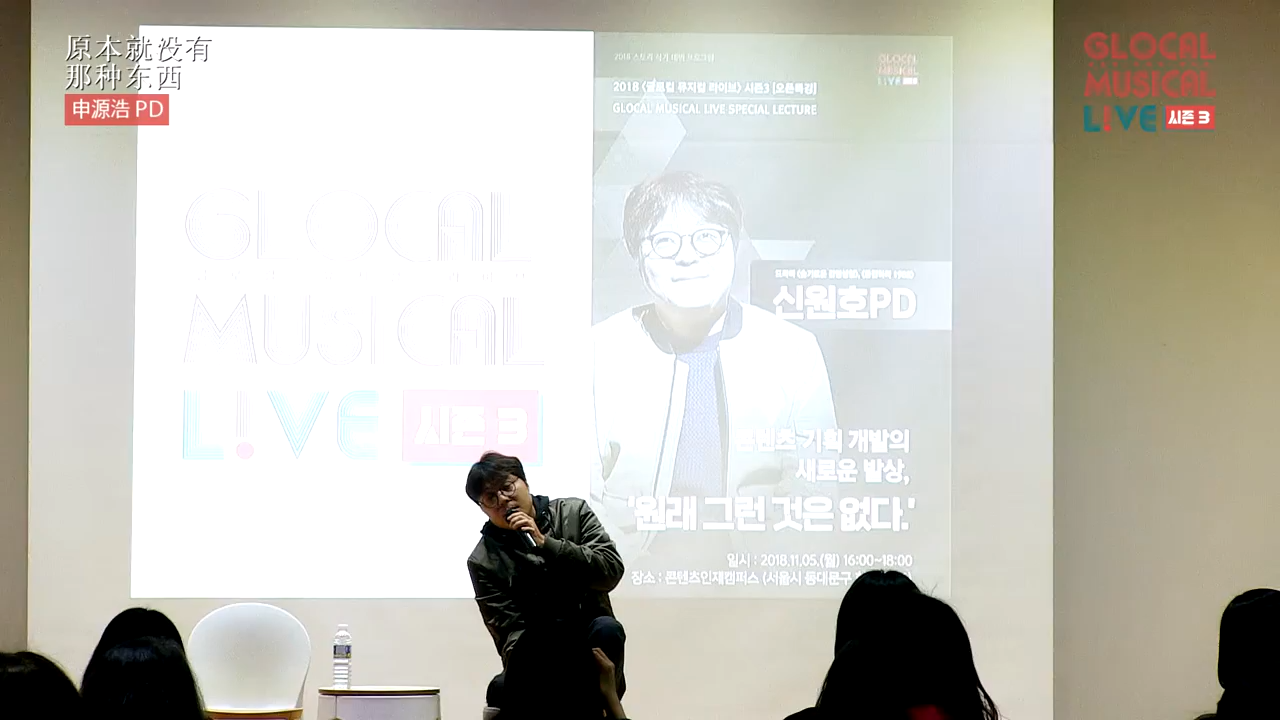 原本就没有
那种东西
申源浩 PD
GLOCAL
MUSICAL
L!VE 시즌 3
GLOCAL
MUSICAL
L!VE 시즌 3
GLOCAL
MUSICAL
LIVE
2018 <글로컬 뮤지컬 라이브> 시즌3 [오픈특강]
GLOCAL MUSICAL LIVE SPECIAL LECTURE
신원호PD
콘텐츠 기획 개발의
새로운 발상,
'원래 그런 것은 없다.'
일시 : 2018.11.05.(월) 16:00~18:00
장소 : 콘텐츠인재캠퍼스 (서울시 동대문구